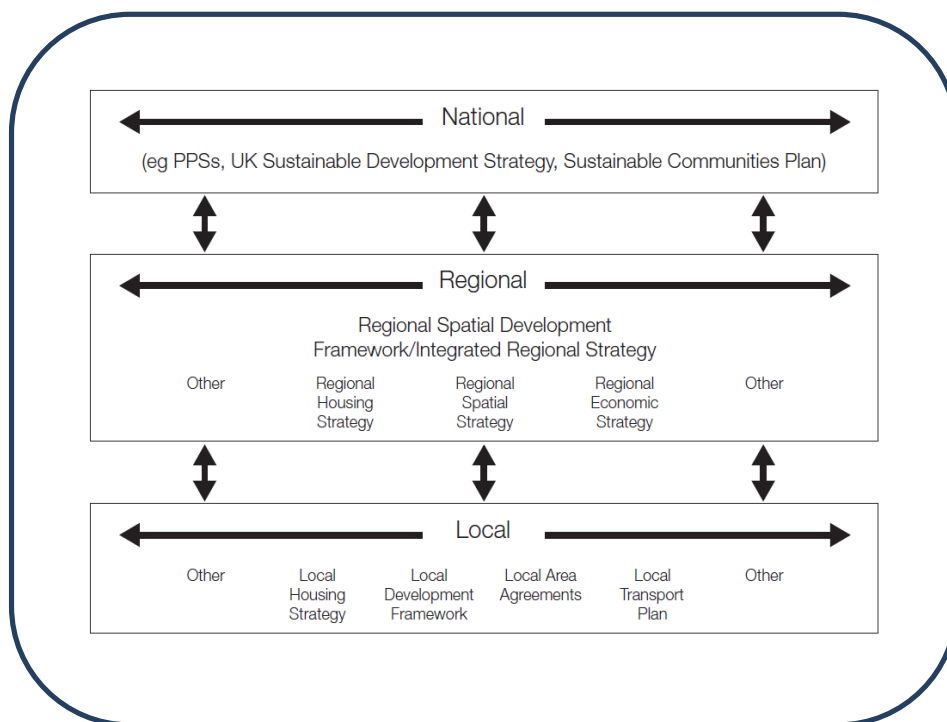 National
(eg PPSs, UK Sustainable Development Strategy, Sustainable Communities Plan)
Regional
Regional Spatial Development
Framework/Integrated Regional Strategy
Other
Regional
Housing
Strategy
Regional
Spatial
Strategy
Regional
Economic
Strategy
Other
Local
Other
Local
Housing
Strategy
Local
Development
Framework
Local Area
Agreements
Local
Transport
Plan
Other